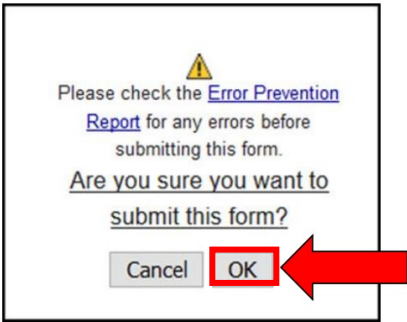 Please check the Error Prevention
Report for any errors before
submitting this form.
Are you sure you want to
submit this form?
Cancel OK